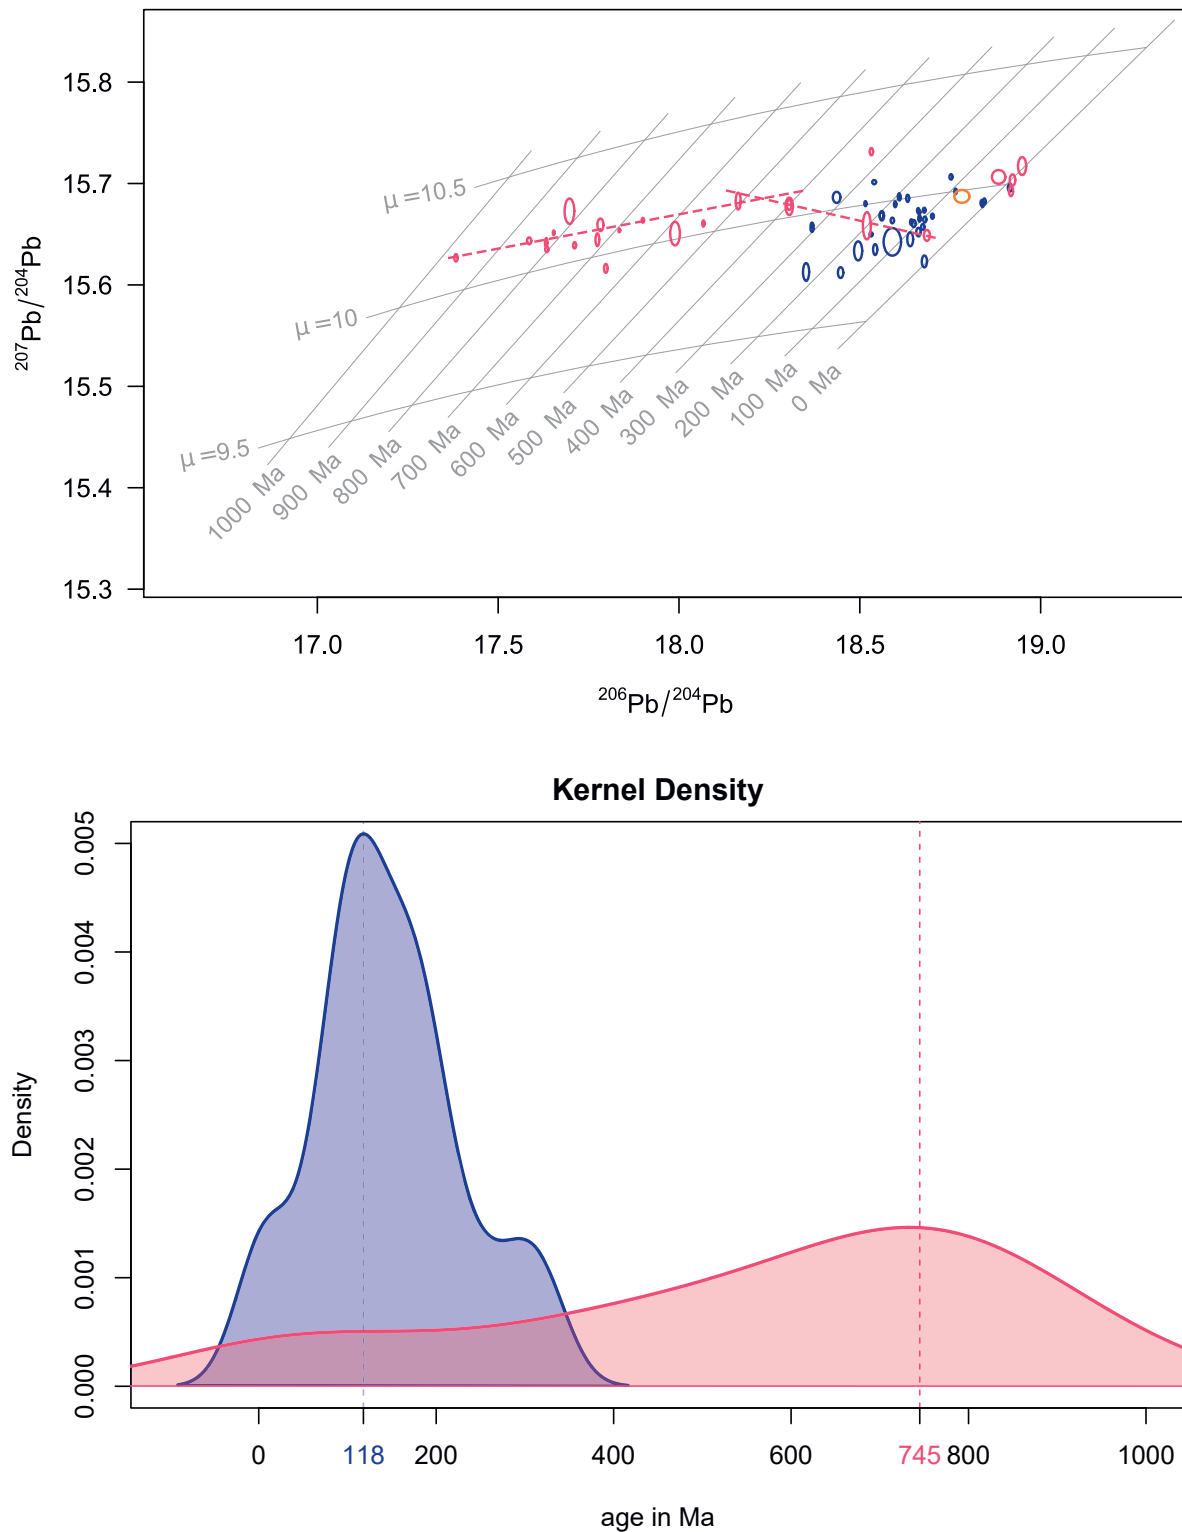 15.8
15.7
15.6
15.5
15.4
15.3
²⁰⁷Pb/²⁰⁴Pb
μ =10.5
μ =10
μ =9.5
1000 Ma
900 Ma
800 Ma
700 Ma
600 Ma
500 Ma
400 Ma
300 Ma
200 Ma
100 Ma
0 Ma
17.0 17.5 18.0 18.5 19.0
²⁰⁶Pb/²⁰⁴Pb
Kernel Density
0.005
0.004
0.003
0.002
0.001
0.000
Density
0 118 200 400 600 745 800 1000
age in Ma